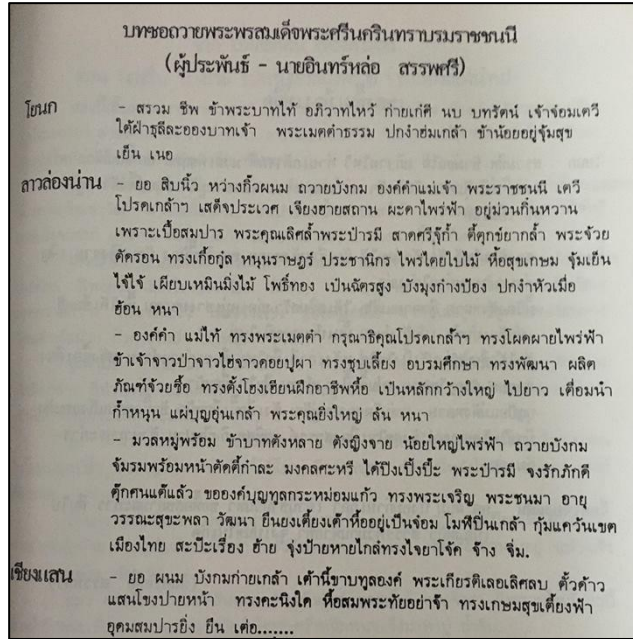 บทซอถวายพระพรสมเด็จพระศรีนครินทราบรมราชชนนี
(ผู้ประพันธ์ - นายอินทร์หล่อ สรรพศรี)
โยนก - สรวม ชีพ ข้าพระบาทไท้ อภิวาทไหว้ ก่ายเก๊ศี นบ บทรัตน์ เจ้าจ่อมเตวี
ใต้ฝ่าธุลีละอองบาทเจ้า พระเมตต๋าธรรม ปกง๋ำฮ่มเกล้า ข้าน้อยอยู่จุ้มสุข
เย็น เนอ
ลาวล่องน่าน - ยอ สิบนิ้ว หว่างกิ้วผนม ถวายบังกม องค์คำแม่เจ้า พระราชชนนี เตวี
โปรดเกล้าฯ เสด็จประเวศ เจียงฮายสถาน ผะดาไพร่ฟ้า อยู่ม่วนกิ๋นหวาน
เพราะเปื้อสมปาร พระคุณเลิศล้ำพระป๋ารมี สาดศรีจู๊ก้ำ ตี้ตุกข์ยากล้ำ พระจ้วย
ตัดรอน ทรงเกื้อกู๋ล หนุนราษฎร์ ประชานิกร ไพร่ไตยใบไม้ หื้อสุขเกษม จุ้มเย็น
ไจ๋ไจ้ เผียบเหมินมิ่งไม้ โพธิ์ทอง เป๋นฉัตรสูง บังมุงก่างป้อง ปกง๋ำหัวเมื่อ
ฮ้อน หนา
- องค์คำ แม่ไท้ ทรงพระเมตต๋า กรุณาธิคุณโปรดเกล้าฯ ทรงโผดผายไพร่ฟ้า
ข้าเจ้าจาวป่าจาวไฮ่จาวดอยปูผา ทรงชุบเลี้ยง อบรมศึกษา ทรงพัฒนา ผลิต
ภัณฑ์จ้วยซื้อ ทรงตั้งโฮงเฮียนฝึกอาชีพหื้อ เป๋นหลักกว้างใหญ่ ไปยาว เตื่อมนำ
ก๊ำหนุน แผ่บุญอุ่นเกล้า พระคุณยิ่งใหญ่ ลัน หนา
- มวลหมู่พร้อม ข้าบาทตังหลาย ตังญิงจาย น้อยใหญ่ไพร่ฟ้า ถวายบังกม
จ้มรมพร้อมหน้าตัดตี้ก๋ำละ มงคลศะหรี ได้ปิงเปิ้งปี๊ะ พระป๋ารมี จงรักภักดี
ตุ๊กคนแต๊แล้ว ขอองค์บุญทูลกระหม่อมแก้ว ทรงพระเจริญ พระชนมา อายุ
วรรณะสุขะพลา วัฒนา ยืนยงเตี้ยงเต๊าหื้ออยู่เป๋นจ่อม โมฬีปิ่นเกล้า กุ้มแควันเขต
เมืองไทย สะป๊ะเรื่อง ฮ้าย จุ่งป้ายหายไกล๋ทรงไจยาโจ๊ค จ๊าง จิ่ม.
เชียงแสน - ยอ ผนม บังกมก่ายเกล้า เต้านี้ขาบทูลองค์ พระเกียรติเลอเลิศลบ ตั้วด้าว
แสนโขงปายหน้า ทรงคะนิงใด หื้อสมพระทัยอย่าจ้า ทรงเกษมสุขเตี้ยงฟ้า
อุดมสมปารยิ่ง ยืน เต่อ.......